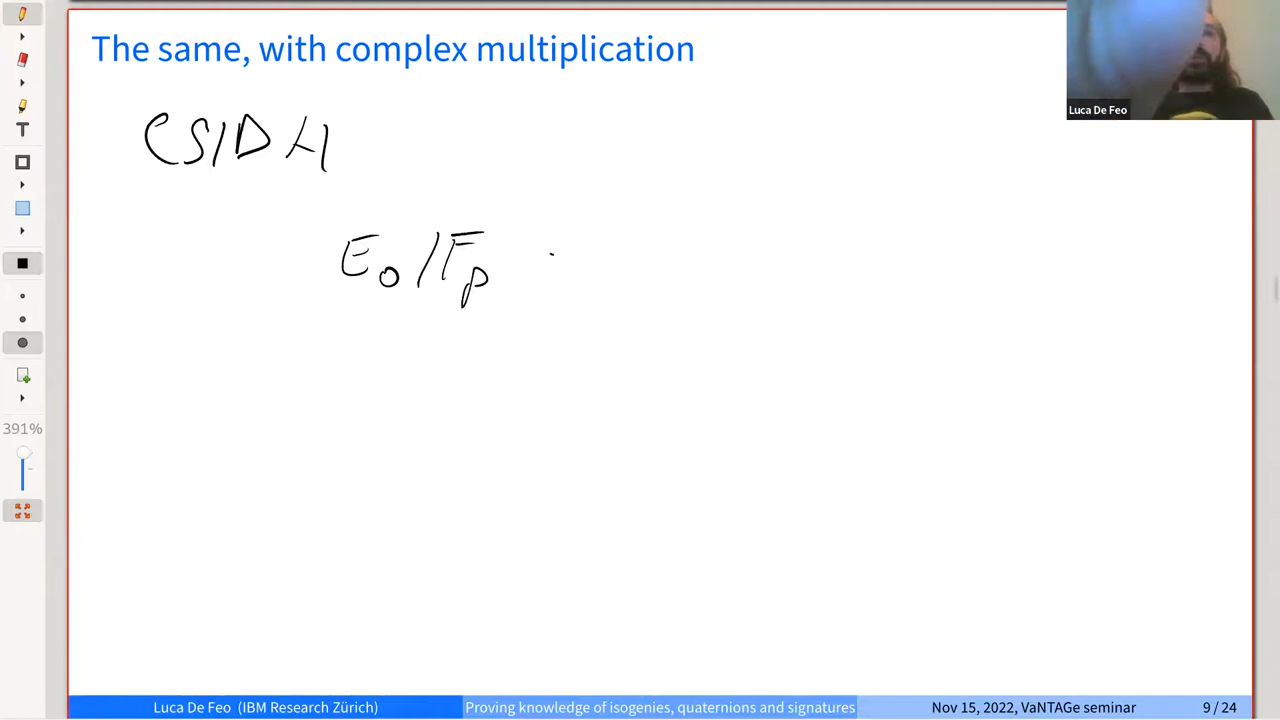 The same, with complex multiplication
Luca De Feo
CSIDH
E₀/Fₚ
391%
Luca De Feo (IBM Research Zürich)
Proving knowledge of isogenies, quaternions and signatures
Nov 15, 2022, VaNTAGe seminar
9 / 24